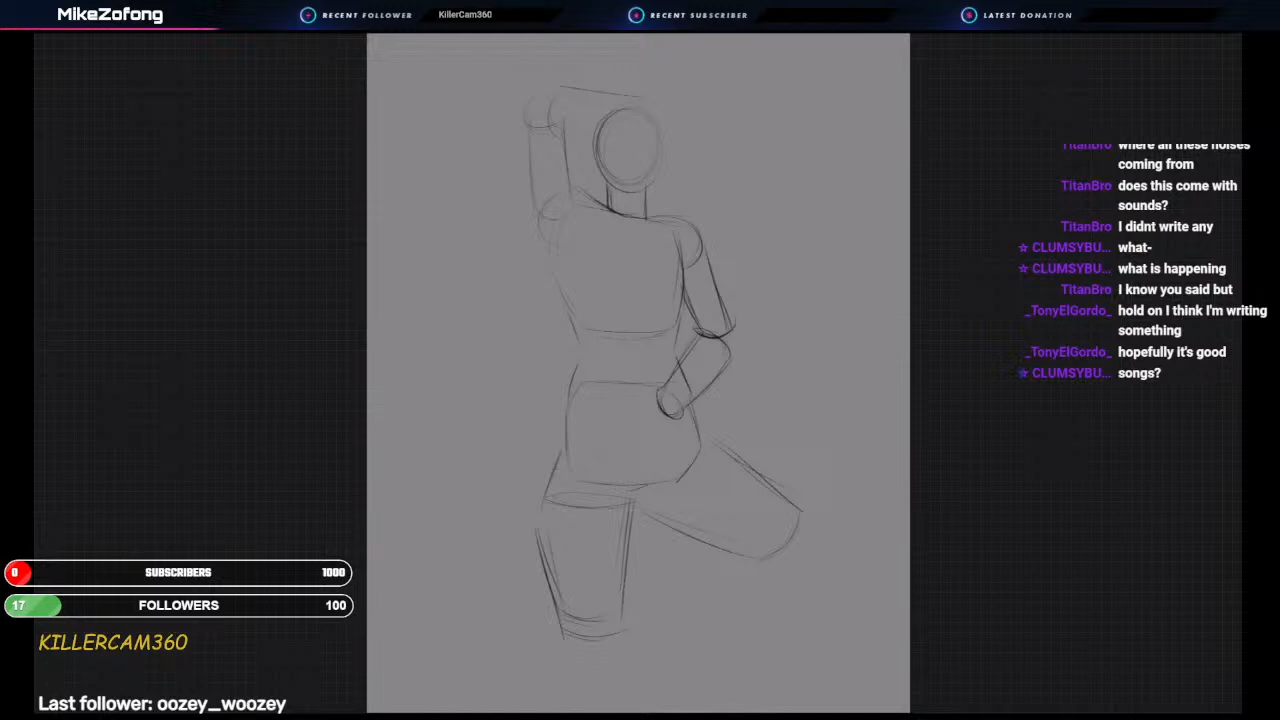 MikeZofong
RECENT FOLLOWER
KillerCam360
RECENT SUBSCRIBER
LATEST DONATION
TitanBro where all these noises
coming from
TitanBro does this come with
sounds?
TitanBro I didnt write any
☆ CLUMSYBU... what-
☆ CLUMSYBU... what is happening
TitanBro I know you said but
_TonyElGordo_ hold on I think I'm writing
something
_TonyElGordo_ hopefully it's good
☆ CLUMSYBU... songs?
0 SUBSCRIBERS 1000
17 FOLLOWERS 100
KILLERCAM360
Last follower: oozey_woozey